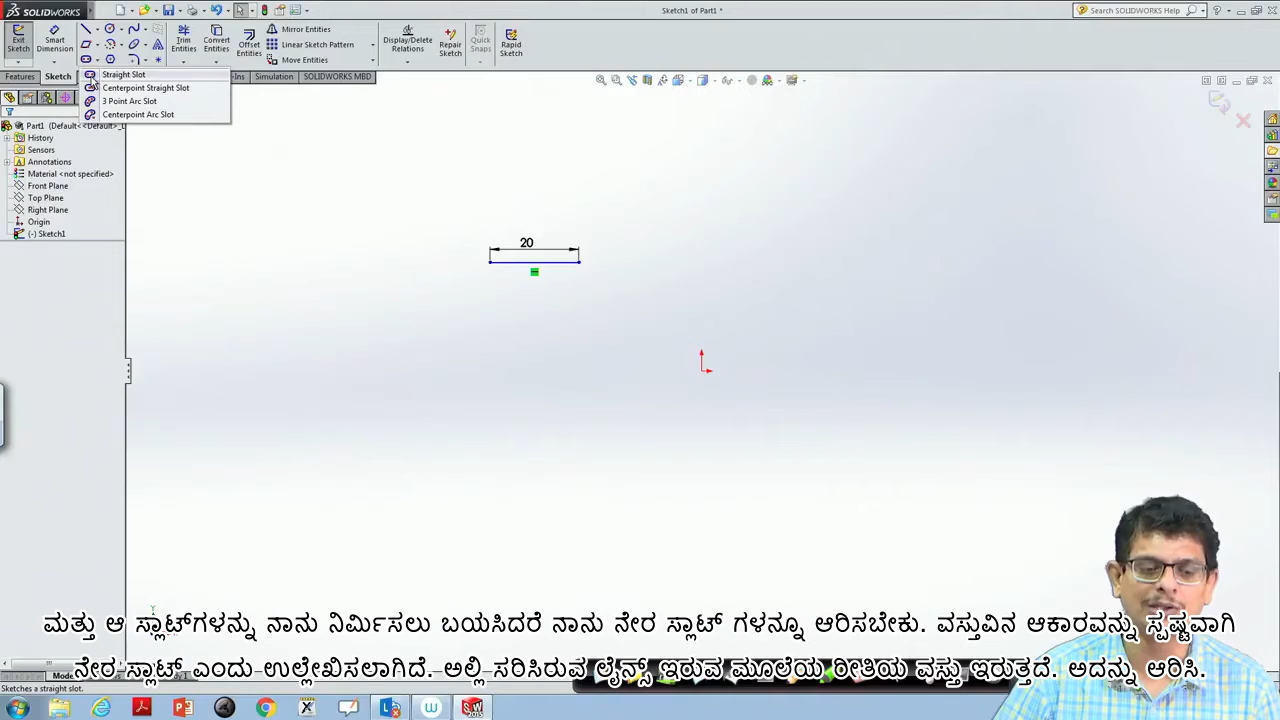 SOLIDWORKS
Sketch1 of Part1 *
Search SOLIDWORKS Help
Exit Sketch
Smart Dimension
Trim Entities
Convert Entities
Offset Entities
Mirror Entities
Linear Sketch Pattern
Move Entities
Display/Delete Relations
Repair Sketch
Quick Snaps
Rapid Sketch
Features
Sketch
-Ins
Simulation
SOLIDWORKS MBD
Straight Slot
Centerpoint Straight Slot
3 Point Arc Slot
Centerpoint Arc Slot
Part1 (Default<<Default>_D
History
Sensors
Annotations
Material <not specified>
Front Plane
Top Plane
Right Plane
Origin
(-) Sketch1
20
ಮತ್ತು ಆ ಸ್ಲಾಟ್‌ಗಳನ್ನು ನಾನು ನಿರ್ಮಿಸಲು ಬಯಸಿದರೆ ನಾನು ನೇರ ಸ್ಲಾಟ್ ಗಳನ್ನೂ ಆರಿಸಬೇಕು. ವಸ್ತುವಿನ ಆಕಾರವನ್ನು ಸ್ಪಷ್ಟವಾಗಿ
ನೇರ ಸ್ಲಾಟ್ ಎಂದು ಉಲ್ಲೇಖಿಸಲಾಗಿದೆ. ಅಲ್ಲಿ ಸರಿಸಿರುವ ಲೈನ್ಸ್ ಇರುವ ಮೂಲೆಯ ರೀತಿಯ ವಸ್ತು ಇರುತ್ತದೆ. ಅದನ್ನು ಆರಿಸಿ.
Sketches a straight slot.